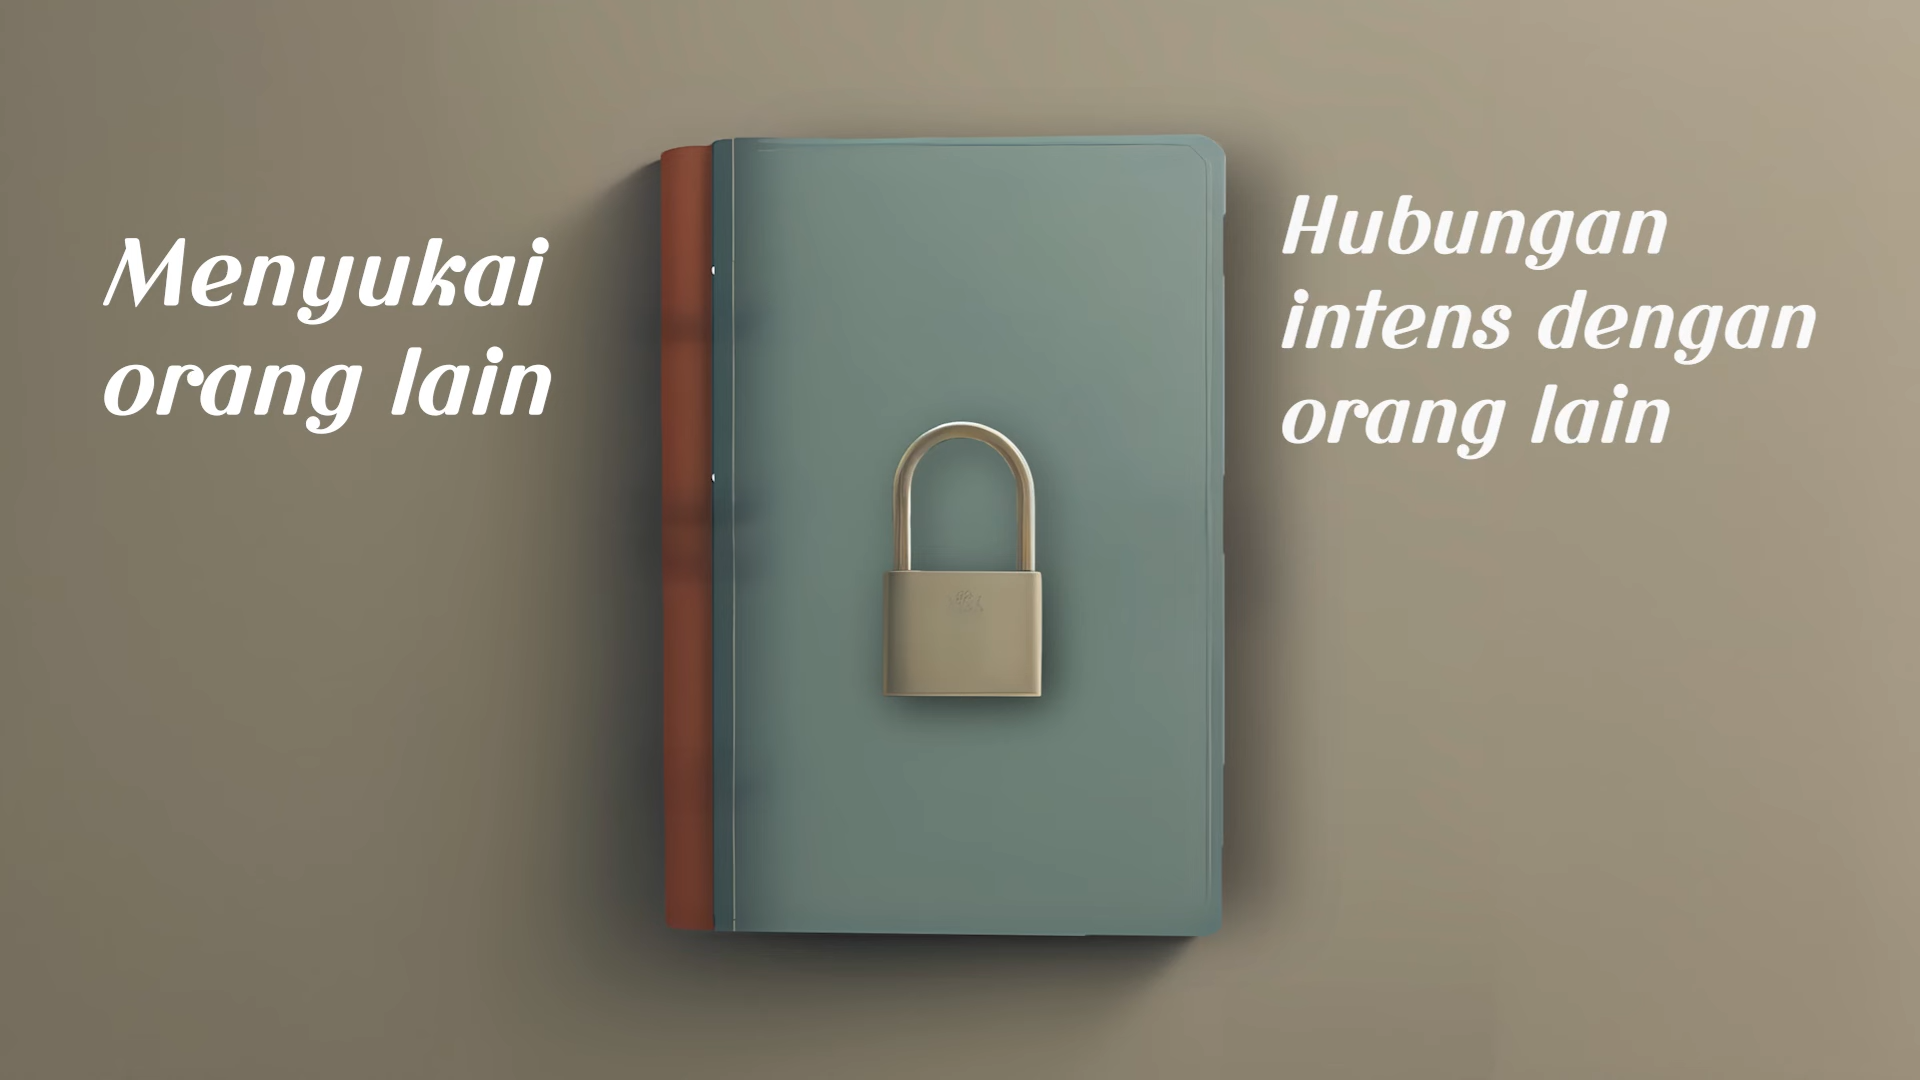 Menyukai
orang lain
Hubungan
intens dengan
orang lain